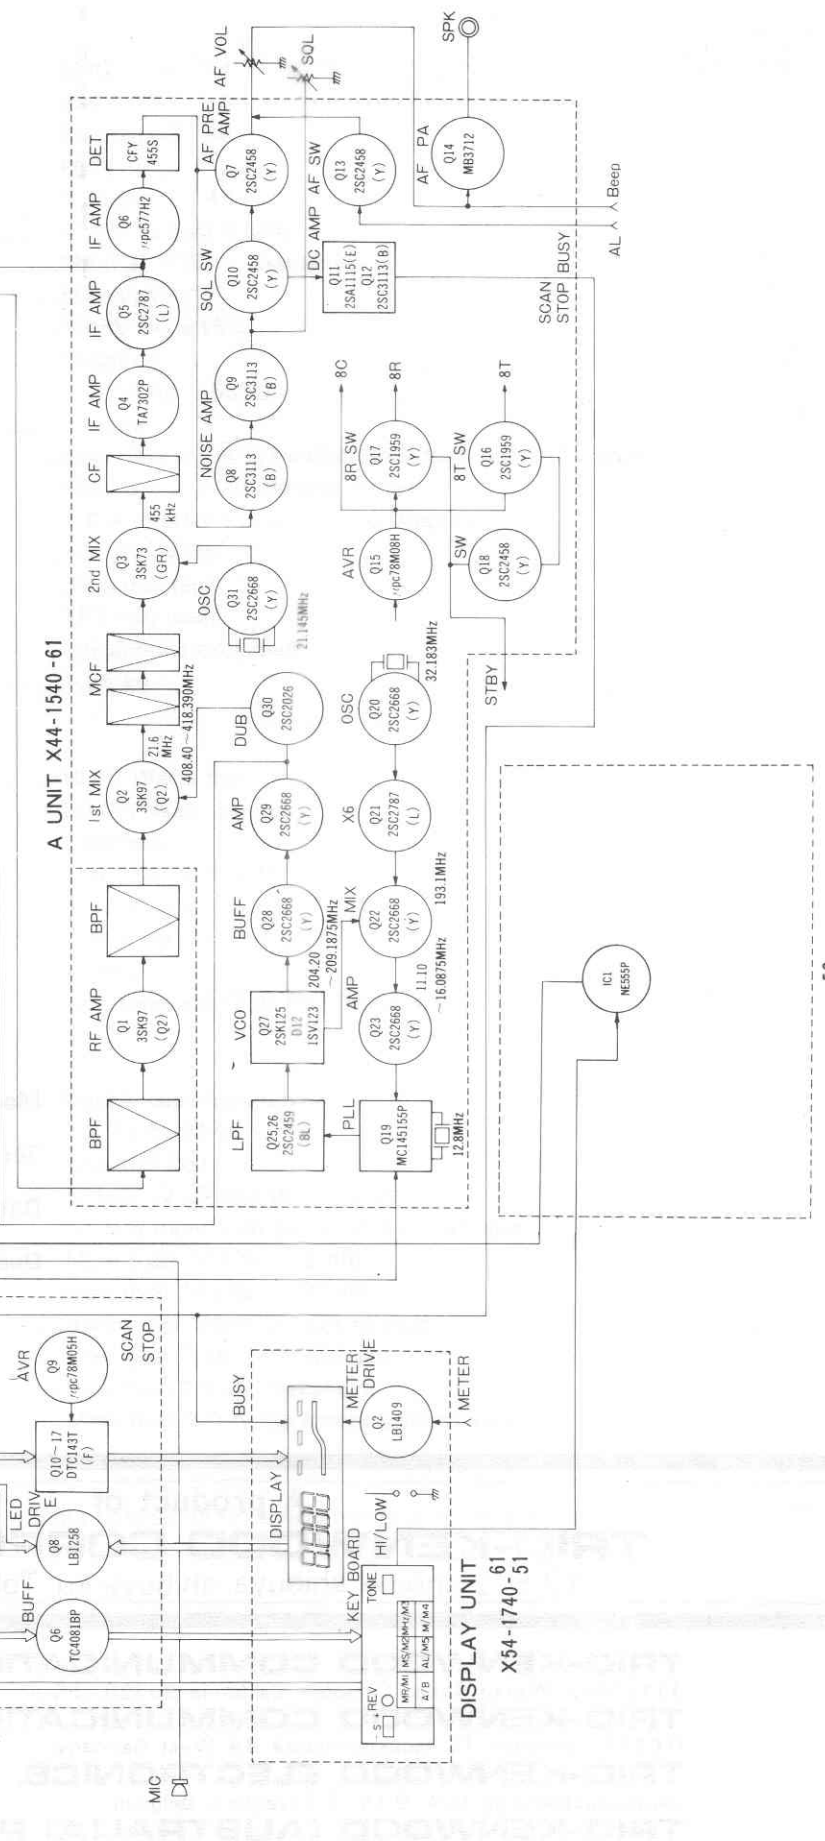 SPK
SQL
AF VOL
AF PRE
AMP
AF PA
Q14
MB3712
DET
CFY
455S
Q7
2SC2458
(Y)
AF SW
Q13
2SC2458
(Y)
Beep
AL
IF AMP
Q6
μpc577H2
SQL SW
Q10
2SC2458
(Y)
DC AMP
Q11
2SA1115(E)
Q12
2SC3113(B)
BUSY
SCAN
STOP
IF AMP
Q5
2SC2787
(L)
IF AMP
Q4
TA7302P
NOISE AMP
Q9
2SC3113
(B)
Q8
2SC3113
(B)
8C
8R
8T
8R SW
Q17
2SC1959
(Y)
8T SW
Q16
2SC1959
(Y)
CF
455
kHz
2nd MIX
Q3
3SK73
(GR)
OSC
Q31
2SC2668
(Y)
21.145MHz
AVR
Q15
μpc78M08H
SW
Q18
2SC2458
(Y)
STBY
A UNIT X44-1540-61
MCF
21.6
MHz
408.40~418.390MHz
1st MIX
Q2
3SK97
(Q2)
DUB
Q30
2SC2026
OSC
Q20
2SC2668
(Y)
32.183MHz
AMP
Q29
2SC2668
(Y)
X6
Q21
2SC2787
(L)
193.1MHz
BPF
BUFF
Q28
2SC2668
(Y)
204.20
~209.1875MHz
MIX
Q22
2SC2668
(Y)
11.10
~16.0875MHz
RF AMP
Q1
3SK97
(Q2)
VCO
Q27
2SK125
D12
1SV123
AMP
Q23
2SC2668
(Y)
IC1
NE555P
BPF
LPF
Q25,26
2SC2459
(BL)
PLL
Q19
MC145155P
12.8MHz
AVR
Q9
μpc78M05H
SCAN
STOP
Q10~17
DTC143T
(F)
LED
DRIVE
Q8
LB1258
BUFF
Q6
TC4081BP
BUSY
DISPLAY
METER
DRIVE
Q2
LB1409
METER
HI/LOW
KEY BOARD
TONE
REV
- S +
MR/M1 MS/M2 MHz/M3
A/B AL/M5 M/M4
DISPLAY UNIT
X54-1740-61
51
MIC